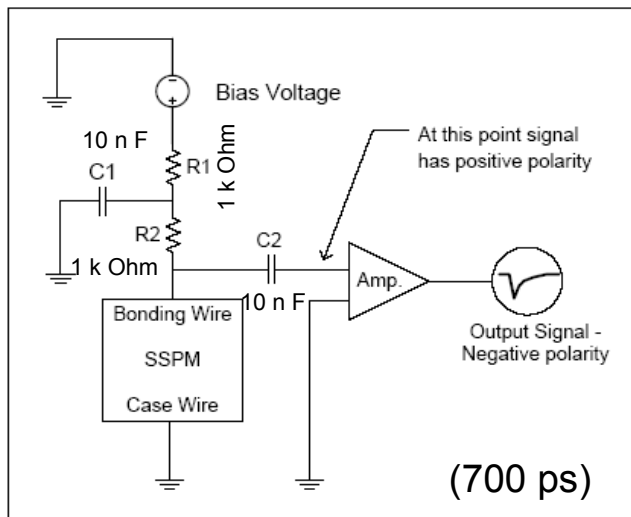 −
+
Bias Voltage
10 n F
R1
1 k Ohm
C1
At this point signal
has positive polarity
R2
C2
1 k Ohm
10 n F
Amp.
Bonding Wire
SSPM
Case Wire
Output Signal -
Negative polarity
(700 ps)